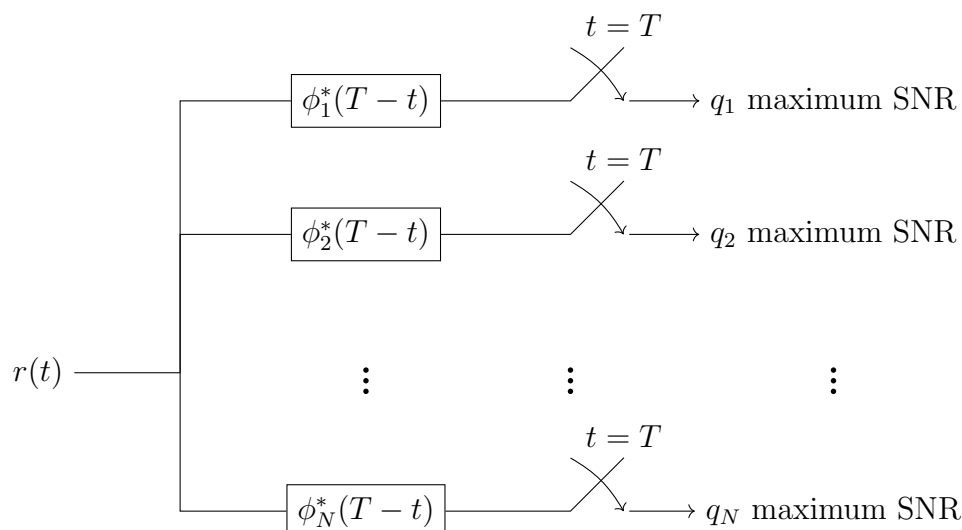 t = T
ϕ₁*(T − t)
q₁ maximum SNR
t = T
ϕ₂*(T − t)
q₂ maximum SNR
r(t)
⋮ ⋮ ⋮
t = T
ϕ_N*(T − t)
q_N maximum SNR